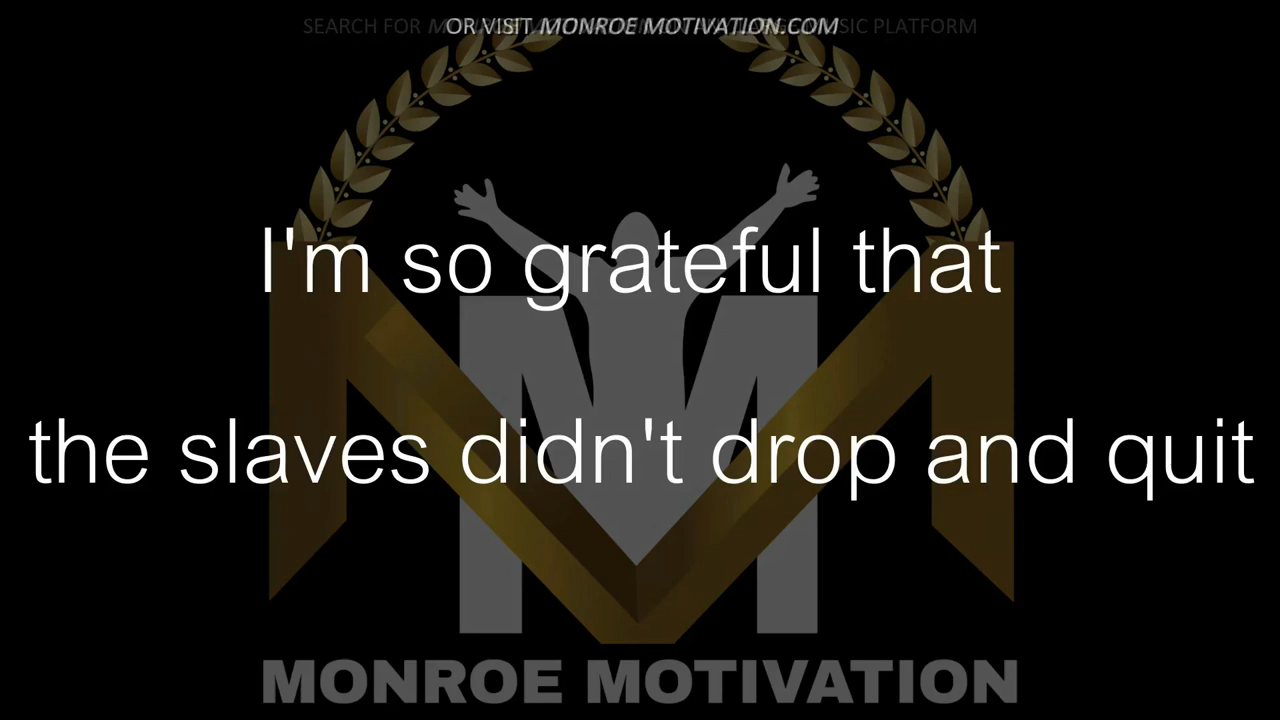 OR VISIT MONROE MOTIVATION.COM
I'm so grateful that
the slaves didn't drop and quit
MONROE MOTIVATION